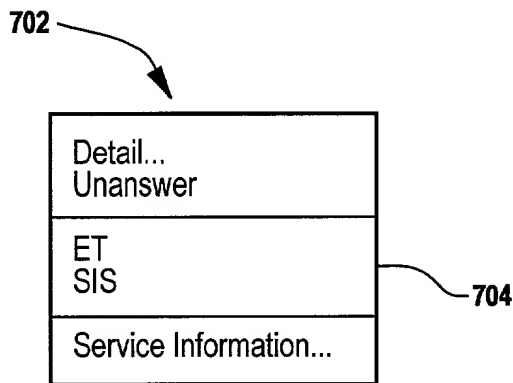 702
Detail...
Unanswer
ET
SIS
704
Service Information...